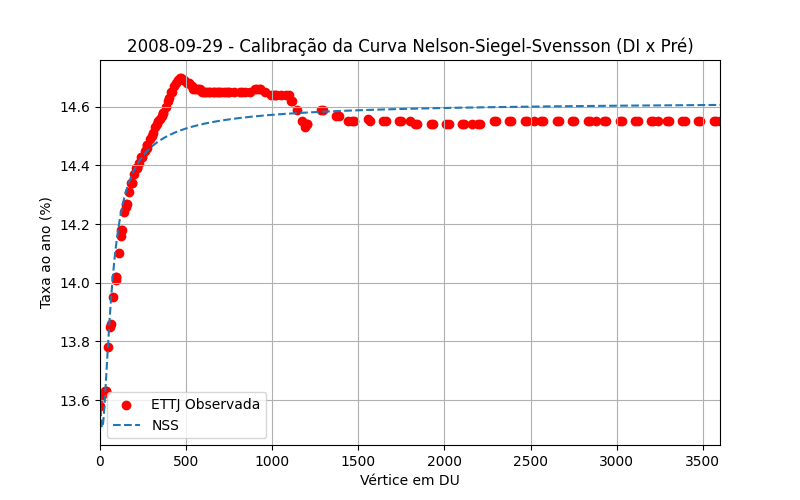 2008-09-29 - Calibração da Curva Nelson-Siegel-Svensson (DI x Pré)
Taxa ao ano (%)
14.6
14.4
14.2
14.0
13.8
13.6
ETTJ Observada
NSS
0 500 1000 1500 2000 2500 3000 3500
Vértice em DU